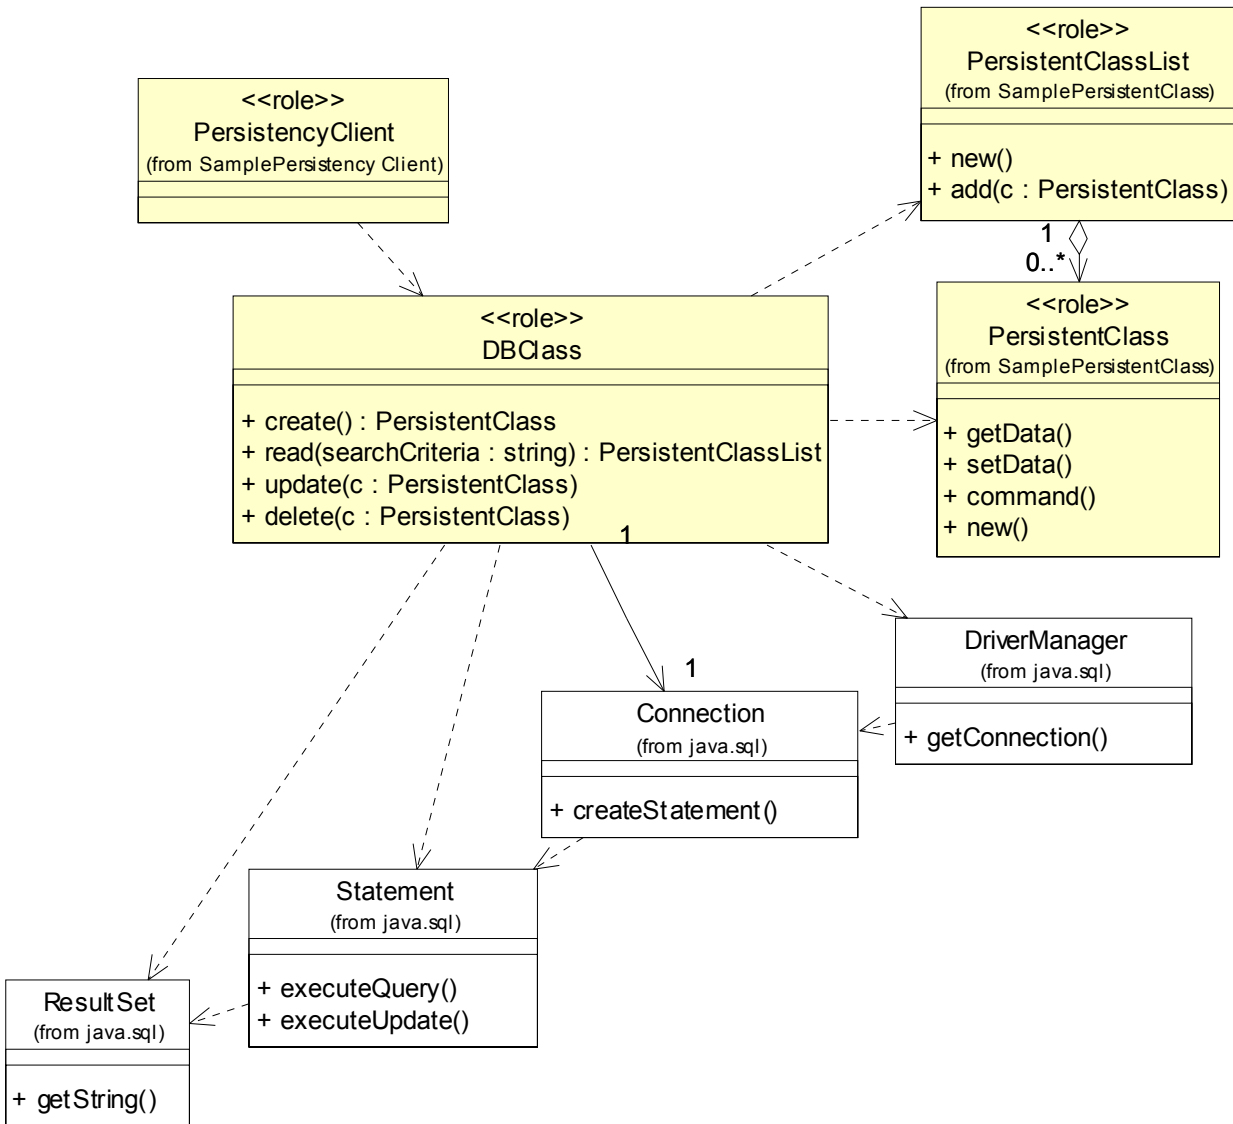 <<role>>
PersistentClassList
(from SamplePersistentClass)
+ new()
+ add(c : PersistentClass)
<<role>>
PersistencyClient
(from SamplePersistency Client)
1
0..*
<<role>>
DBClass
+ create() : PersistentClass
+ read(searchCriteria : string) : PersistentClassList
+ update(c : PersistentClass)
+ delete(c : PersistentClass)
1
<<role>>
PersistentClass
(from SamplePersistentClass)
+ getData()
+ setData()
+ command()
+ new()
DriverManager
(from java.sql)
+ getConnection()
1
Connection
(from java.sql)
+ createStatement()
Statement
(from java.sql)
+ executeQuery()
+ executeUpdate()
ResultSet
(from java.sql)
+ getString()